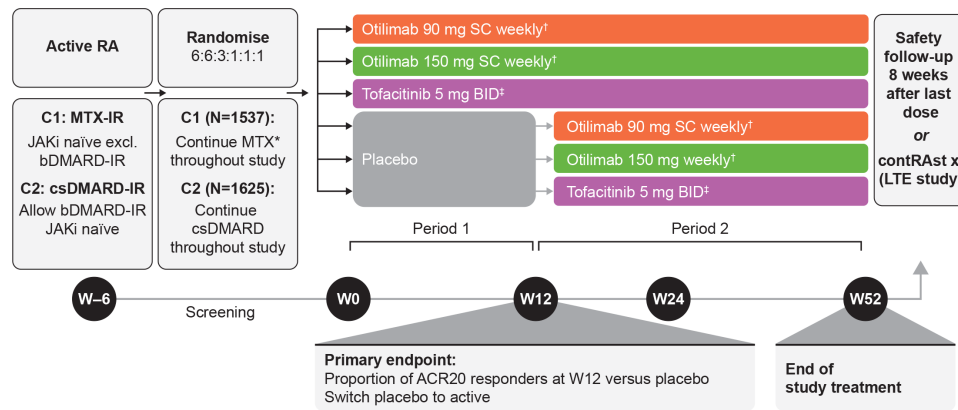 Active RA
C1: MTX-IR
JAKi naïve excl.
bDMARD-IR
C2: csDMARD-IR
Allow bDMARD-IR
JAKi naïve
Randomise
6:6:3:1:1:1
C1 (N=1537):
Continue MTX*
throughout study
C2 (N=1625):
Continue
csDMARD
throughout study
Otilimab 90 mg SC weekly†
Otilimab 150 mg SC weekly†
Tofacitinib 5 mg BID‡
Placebo
Otilimab 90 mg SC weekly†
Otilimab 150 mg weekly†
Tofacitinib 5 mg BID‡
Safety
follow-up
8 weeks
after last
dose
or
contRAst x
(LTE study)
Period 1
Period 2
W–6
Screening
W0
W12
W24
W52
Primary endpoint:
Proportion of ACR20 responders at W12 versus placebo
Switch placebo to active
End of
study treatment